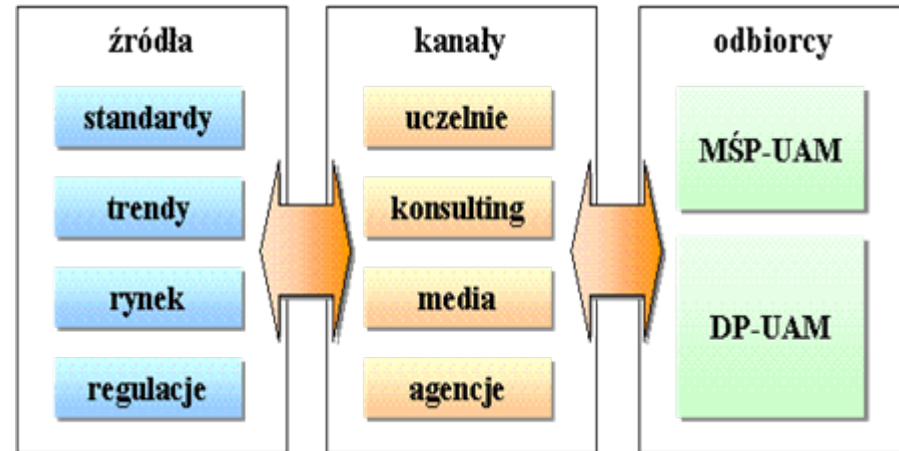 źródła
standardy
trendy
rynek
regulacje
kanały
uczelnie
konsulting
media
agencje
odbiorcy
MŚP-UAM
DP-UAM